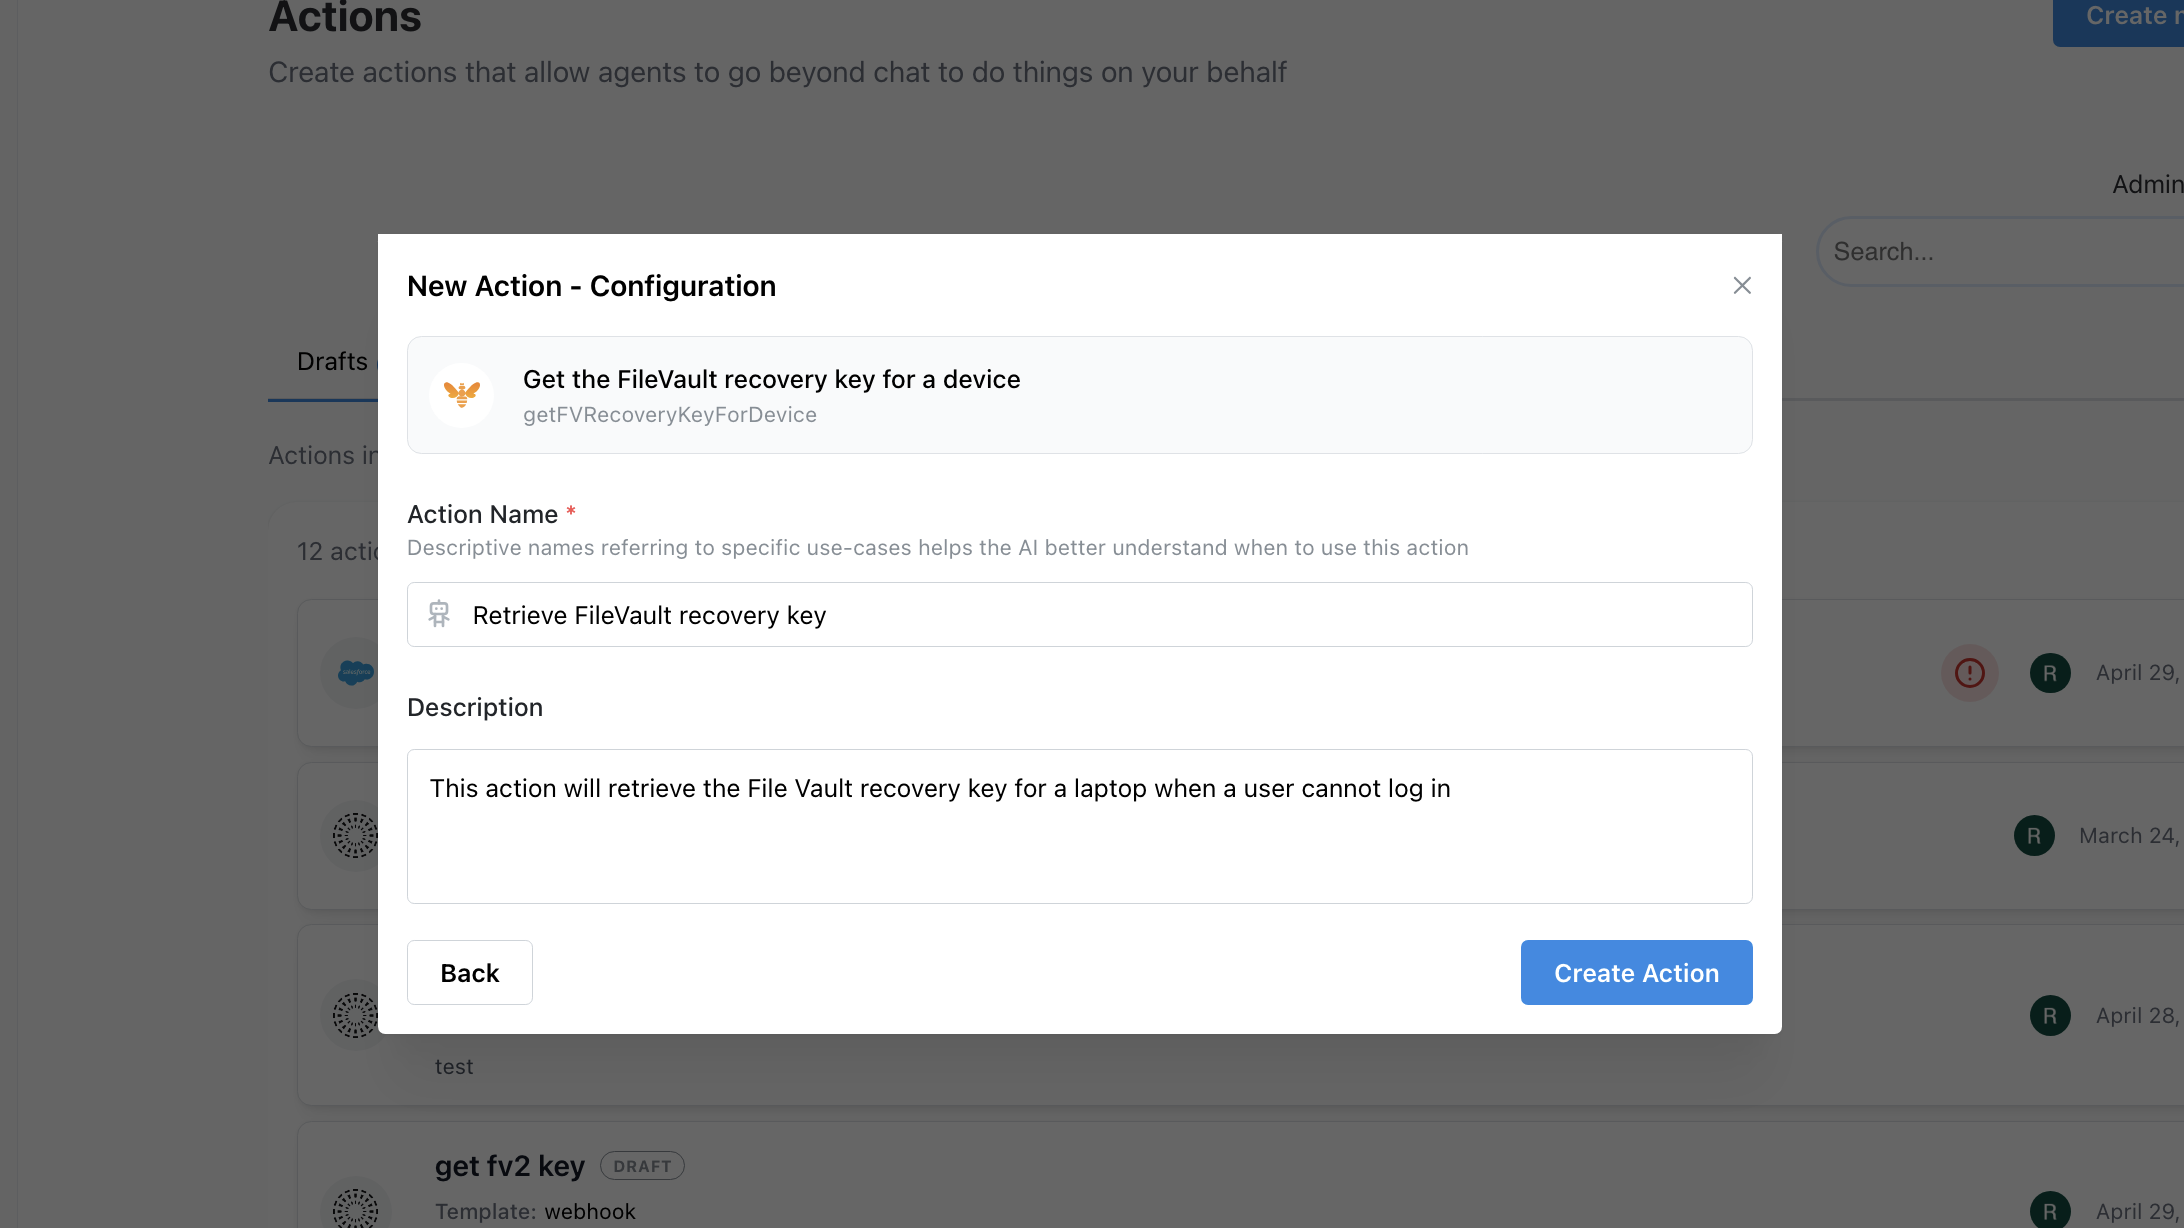 Actions
Create
Create actions that allow agents to go beyond chat to do things on your behalf
Admin
Search...
Drafts
New Action - Configuration
Get the FileVault recovery key for a device
getFVRecoveryKeyForDevice
Actions
Action Name *
Descriptive names referring to specific use-cases helps the AI better understand when to use this action
12
Retrieve FileVault recovery key
salesforce
R April 29,
Description
This action will retrieve the File Vault recovery key for a laptop when a user cannot log in
R March 24,
Back
Create Action
R April 28,
test
get fv2 key DRAFT
Template: webhook
R April 29,